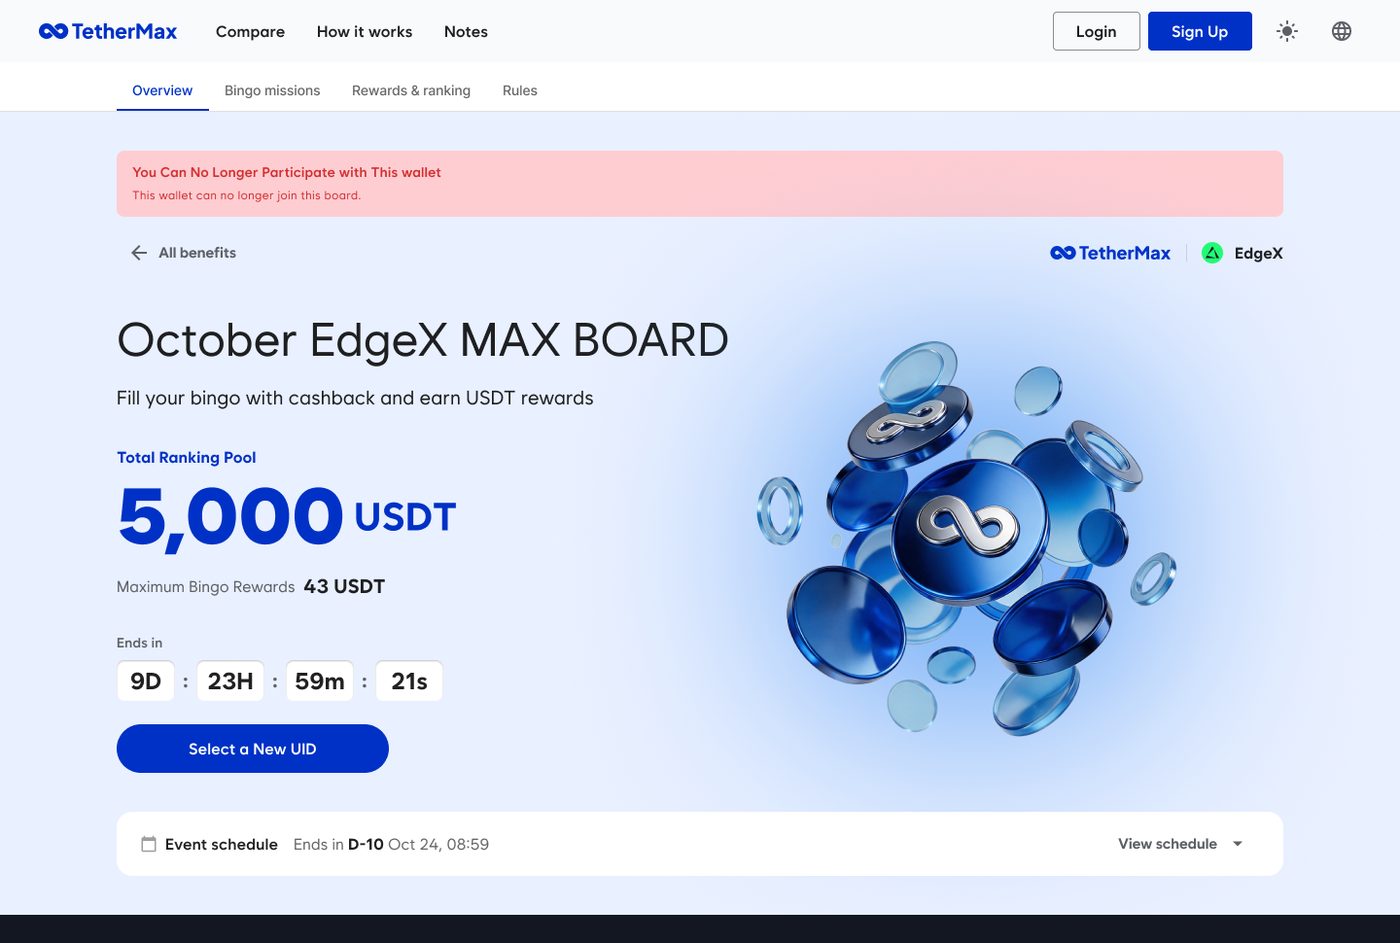 TetherMax
Compare
How it works
Notes
Login
Sign Up
Overview
Bingo missions
Rewards & ranking
Rules
You Can No Longer Participate with This wallet
This wallet can no longer join this board.
All benefits
TetherMax
EdgeX
October EdgeX MAX BOARD
Fill your bingo with cashback and earn USDT rewards
Total Ranking Pool
5,000 USDT
Maximum Bingo Rewards 43 USDT
Ends in
9D : 23H : 59m : 21s
Select a New UID
Event schedule Ends in D-10 Oct 24, 08:59
View schedule